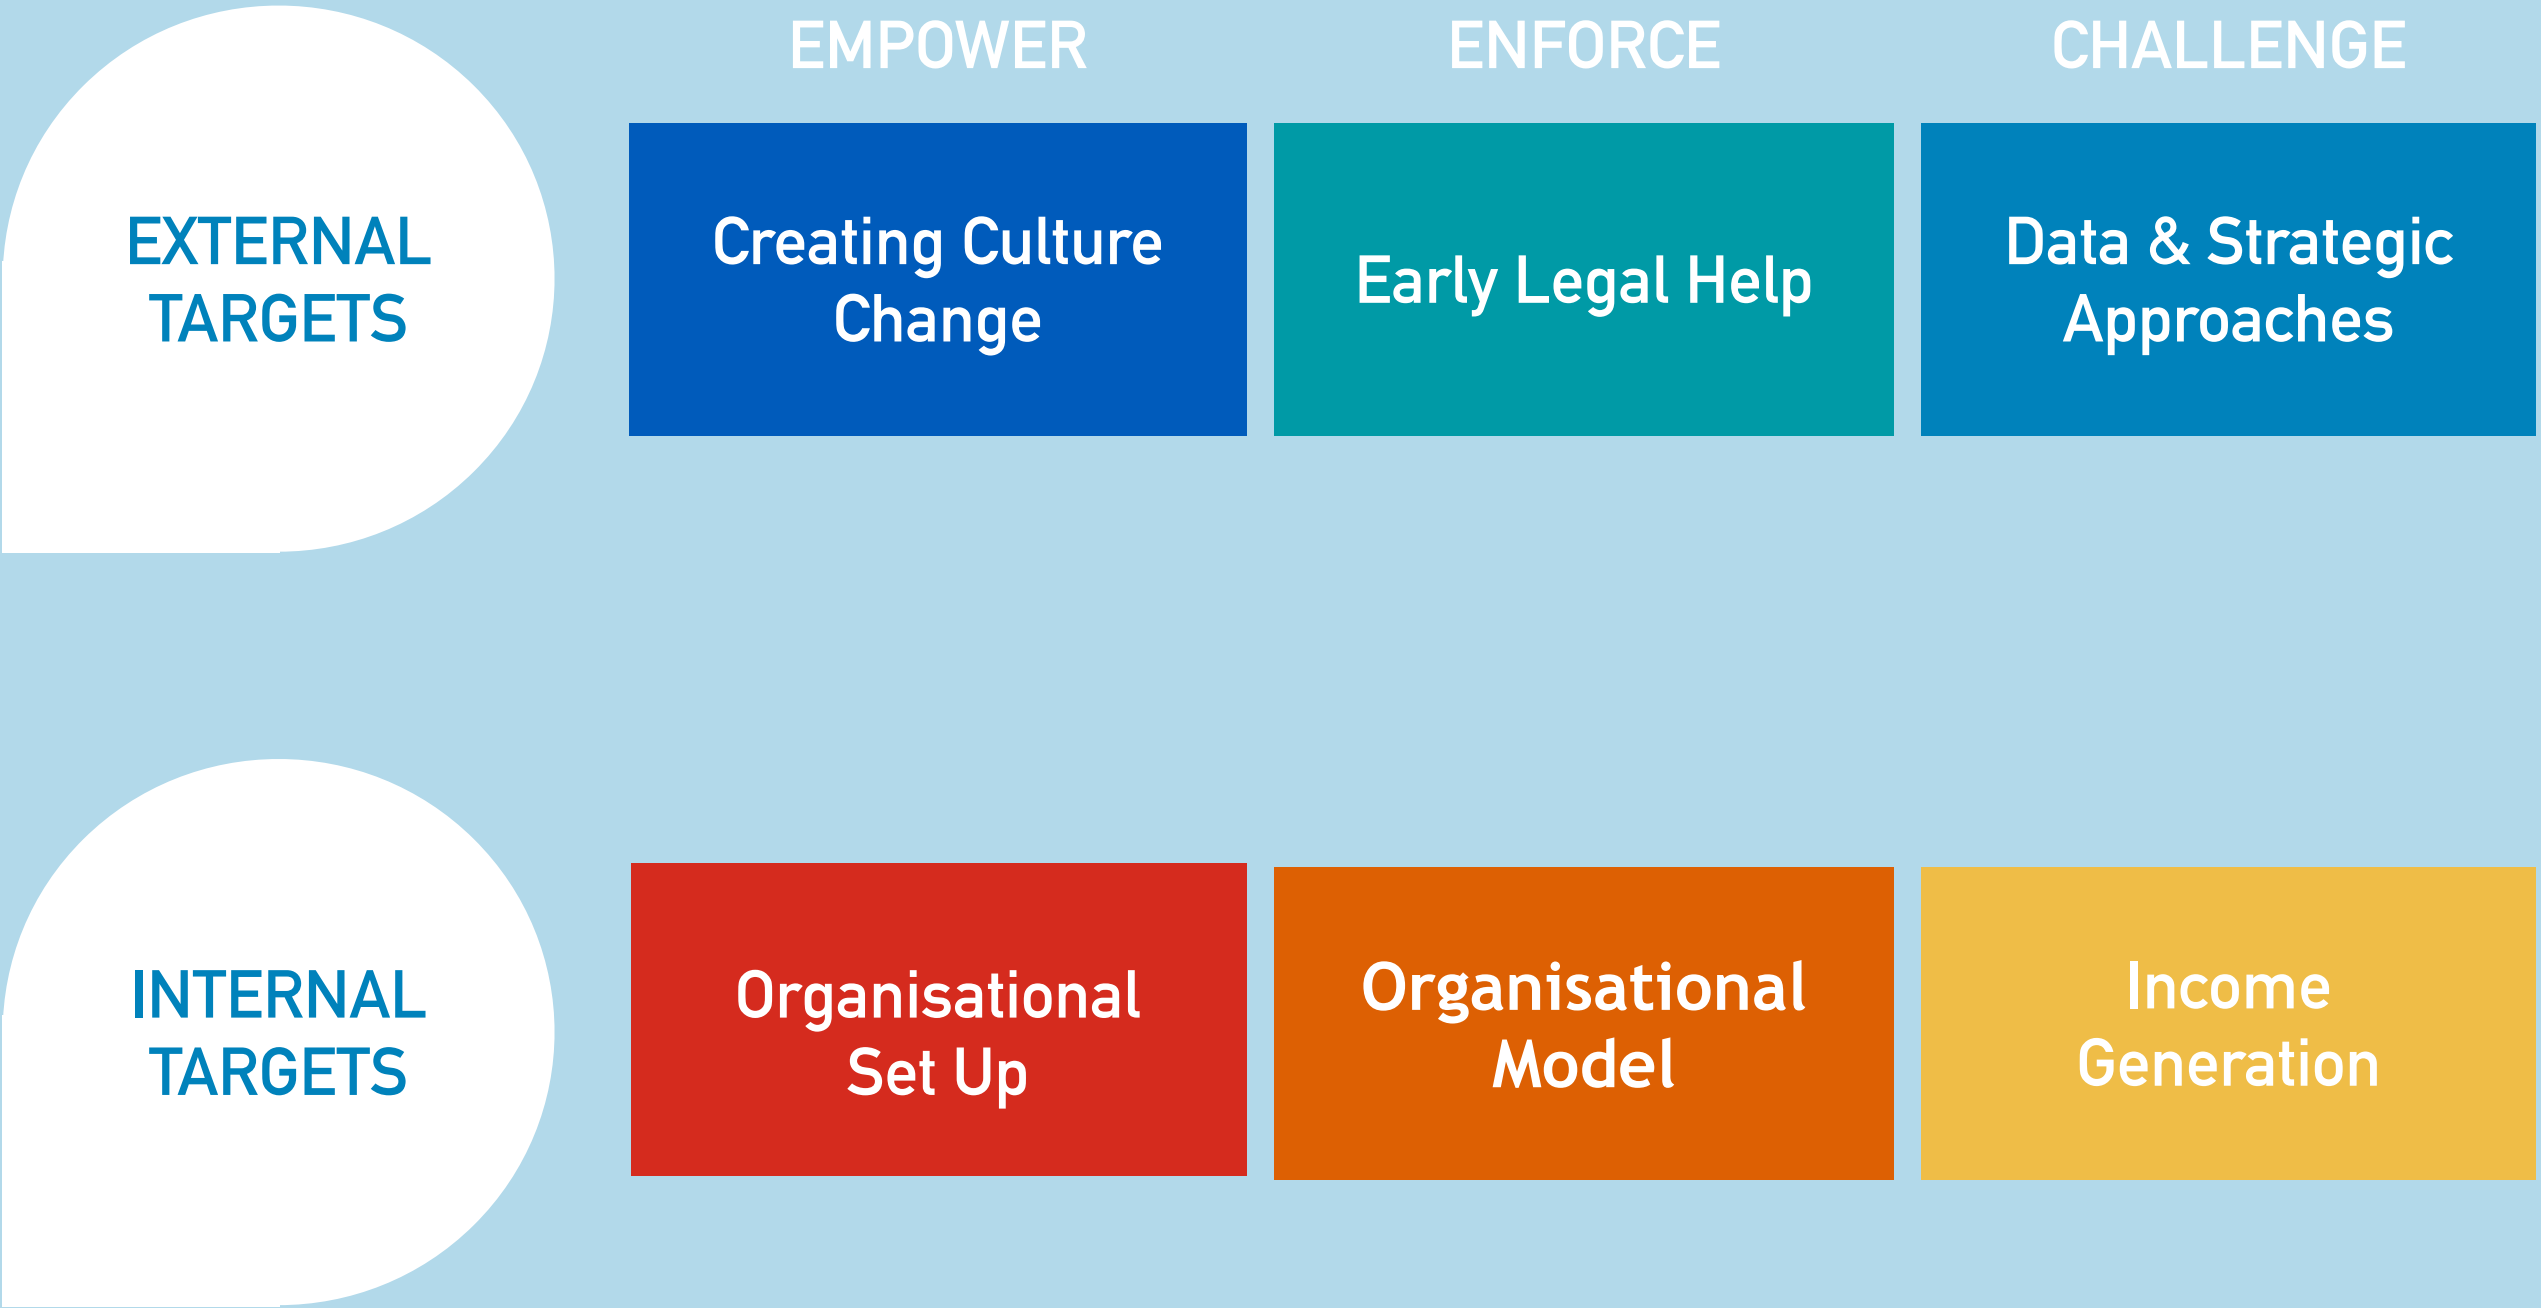 EMPOWER
ENFORCE
CHALLENGE
EXTERNAL
TARGETS
Creating Culture
Change
Early Legal Help
Data & Strategic
Approaches
INTERNAL
TARGETS
Organisational
Set Up
Organisational
Model
Income
Generation